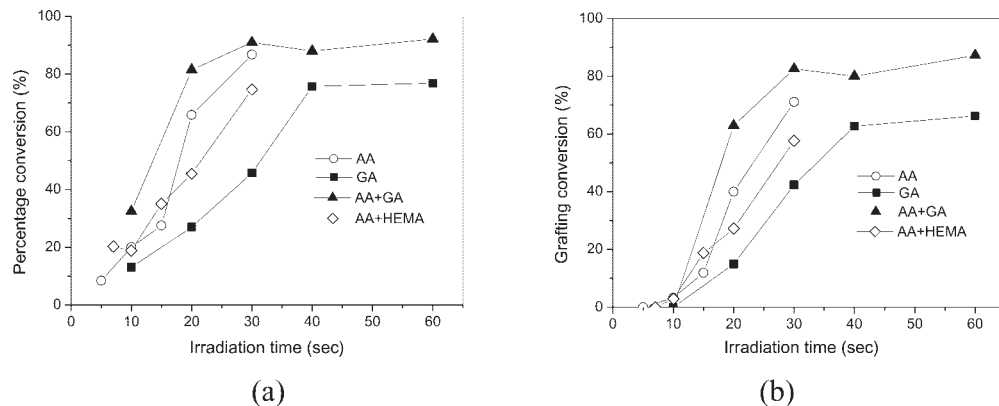 Percentage conversion (%)
100
80
60
40
20
0
AA
GA
AA+GA
AA+HEMA
0 10 20 30 40 50 60
Irradiation time (sec)
(a)
Grafting conversion (%)
100
80
60
40
20
0
AA
GA
AA+GA
AA+HEMA
0 10 20 30 40 50 60
Irradiation time (sec)
(b)